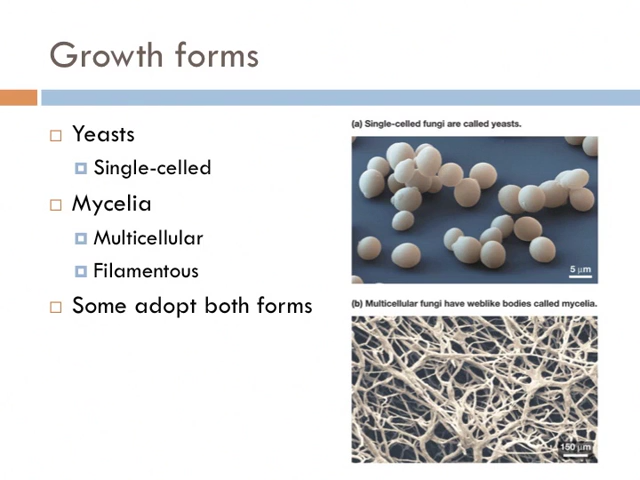 Growth forms
Yeasts
Single-celled
Mycelia
Multicellular
Filamentous
Some adopt both forms
(a) Single-celled fungi are called yeasts.
5 µm
(b) Multicellular fungi have weblike bodies called mycelia.
150 µm